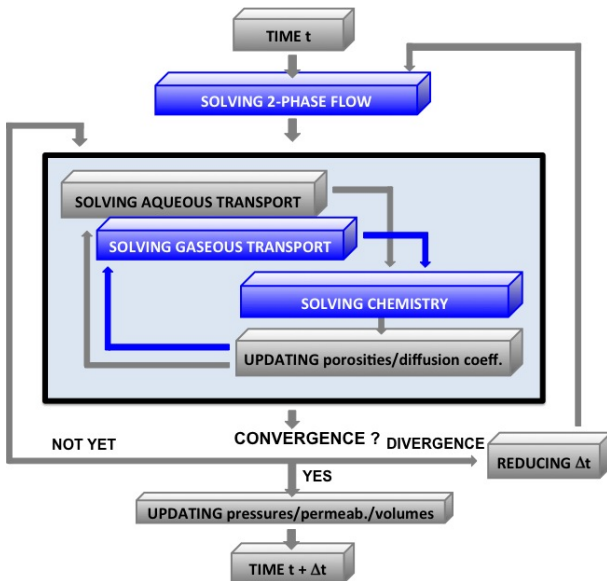 TIME t
SOLVING 2-PHASE FLOW
SOLVING AQUEOUS TRANSPORT
SOLVING GASEOUS TRANSPORT
SOLVING CHEMISTRY
UPDATING porosities/diffusion coeff.
CONVERGENCE ?
NOT YET
DIVERGENCE
REDUCING Δt
YES
UPDATING pressures/permeab./volumes
TIME t + Δt